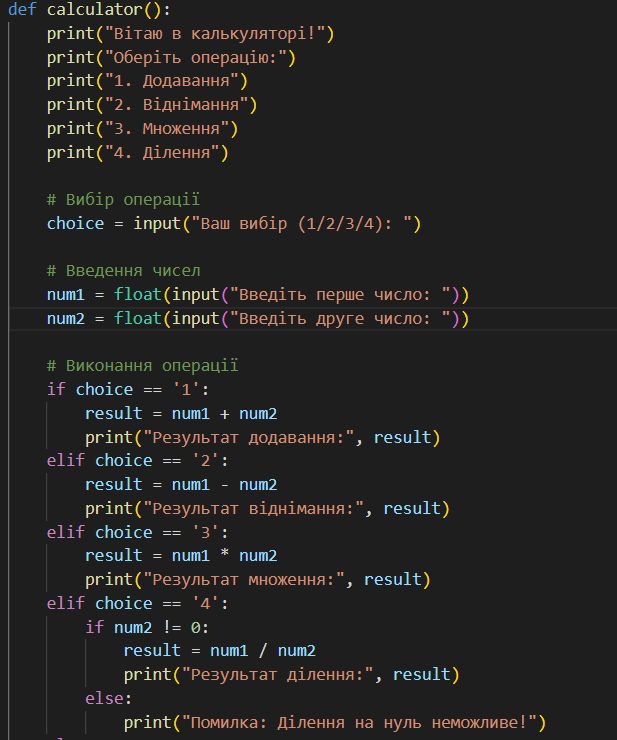 def calculator():
    print("Вітаю в калькуляторі!")
    print("Оберіть операцію:")
    print("1. Додавання")
    print("2. Віднімання")
    print("3. Множення")
    print("4. Ділення")

    # Вибір операції
    choice = input("Ваш вибір (1/2/3/4): ")

    # Введення чисел
    num1 = float(input("Введіть перше число: "))
    num2 = float(input("Введіть друге число: "))

    # Виконання операції
    if choice == '1':
        result = num1 + num2
        print("Результат додавання:", result)
    elif choice == '2':
        result = num1 - num2
        print("Результат віднімання:", result)
    elif choice == '3':
        result = num1 * num2
        print("Результат множення:", result)
    elif choice == '4':
        if num2 != 0:
            result = num1 / num2
            print("Результат ділення:", result)
        else:
            print("Помилка: Ділення на нуль неможливе!")